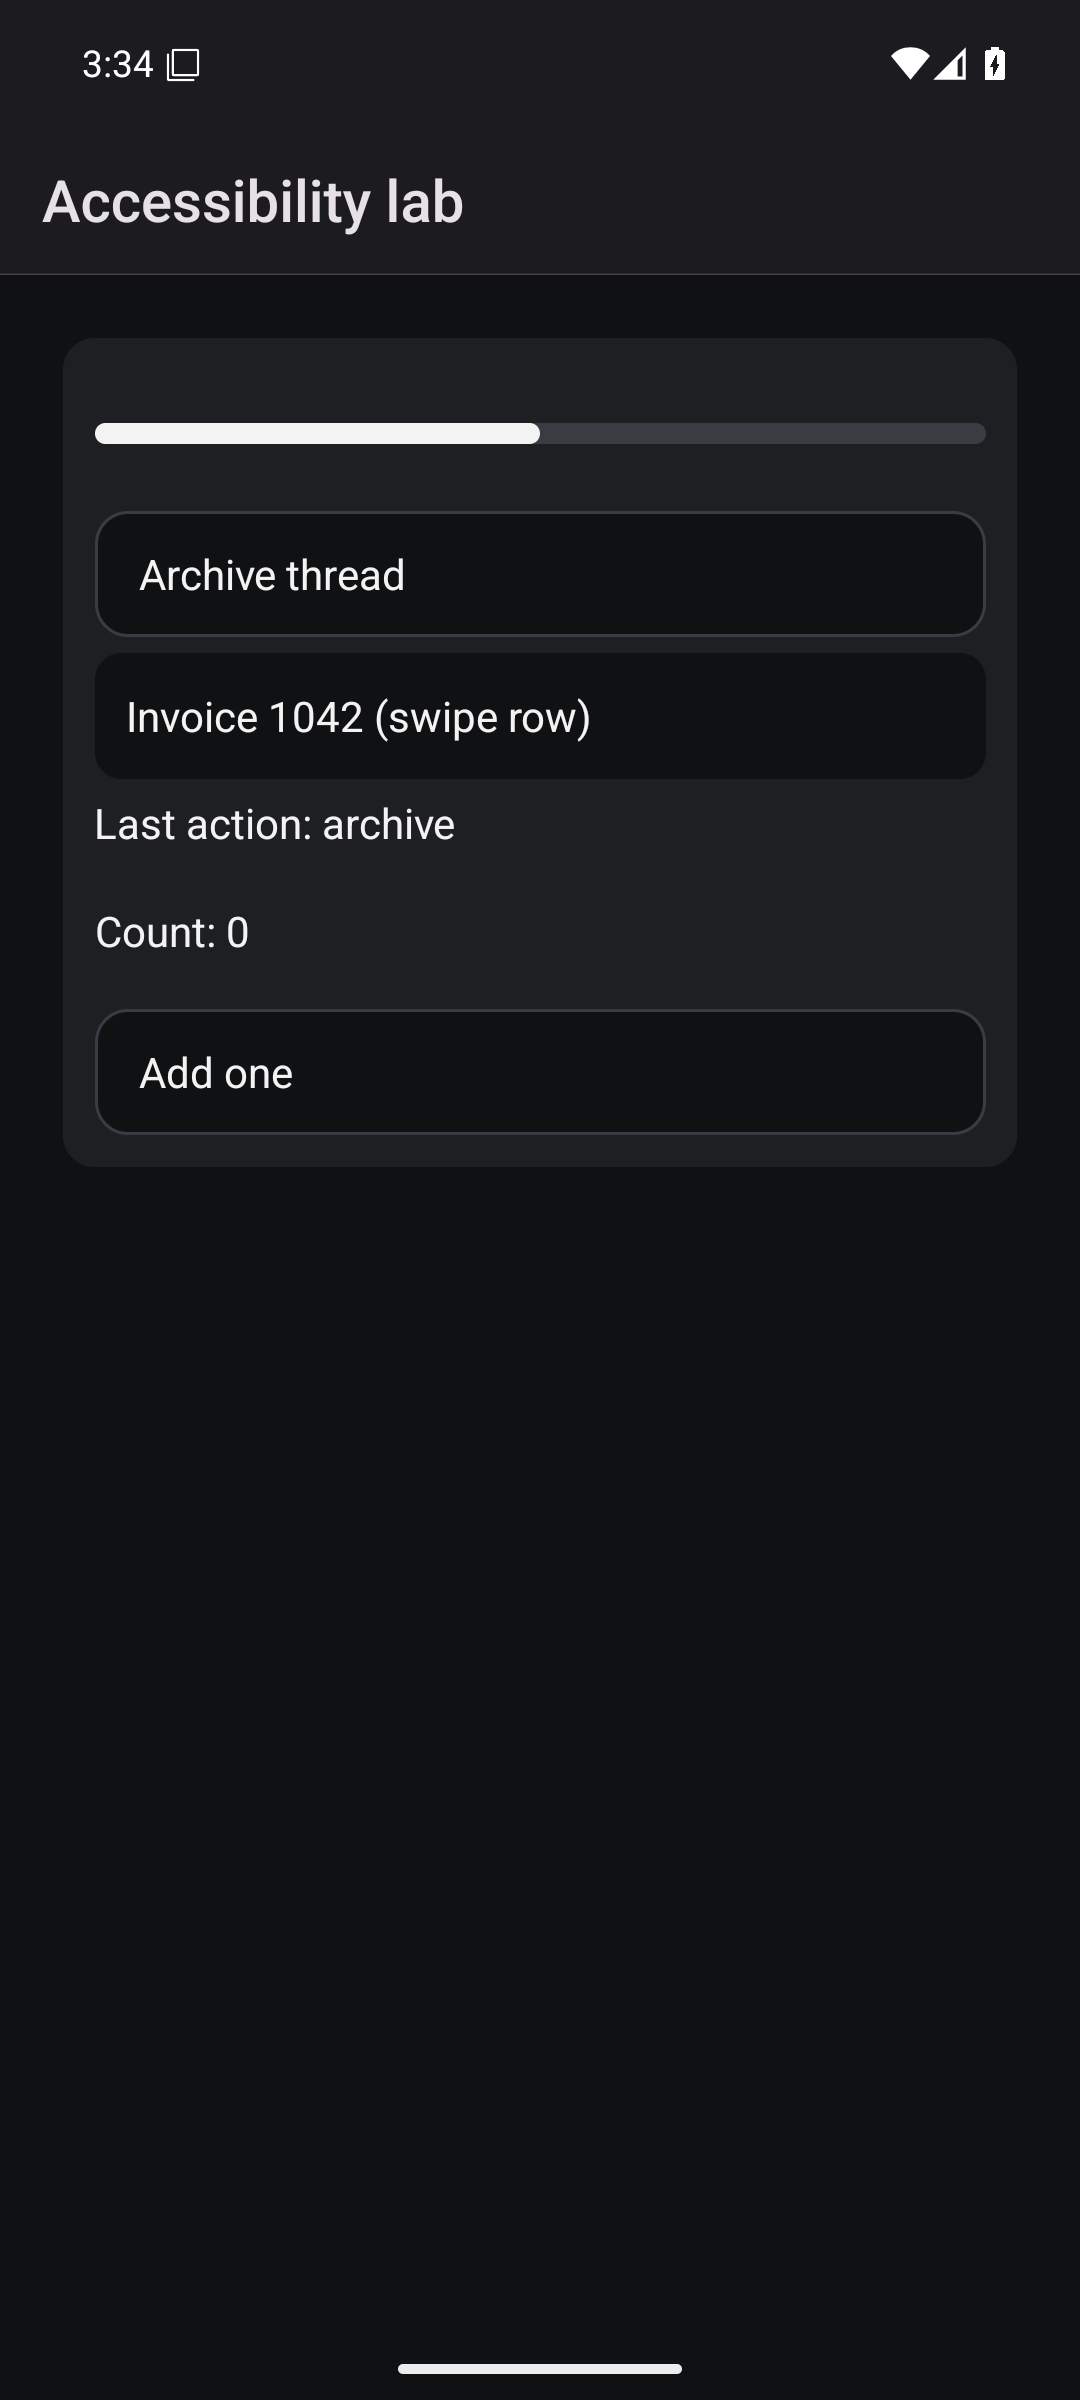 3:34
Accessibility lab
Archive thread
Invoice 1042 (swipe row)
Last action: archive
Count: 0
Add one